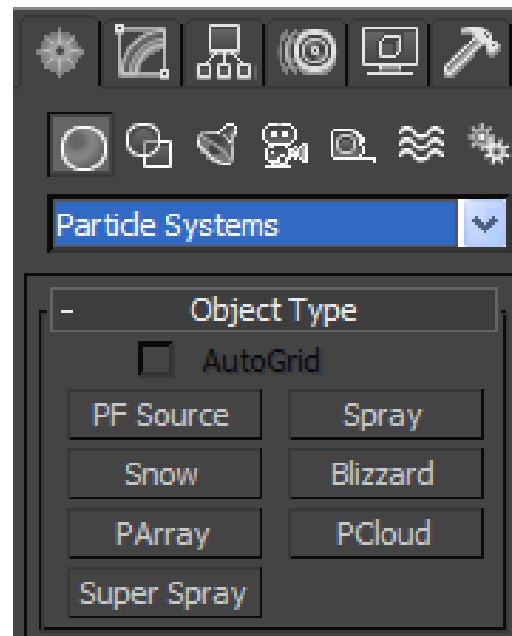 Particle Systems
- Object Type
AutoGrid
PF Source Spray
Snow Blizzard
PArray PCloud
Super Spray